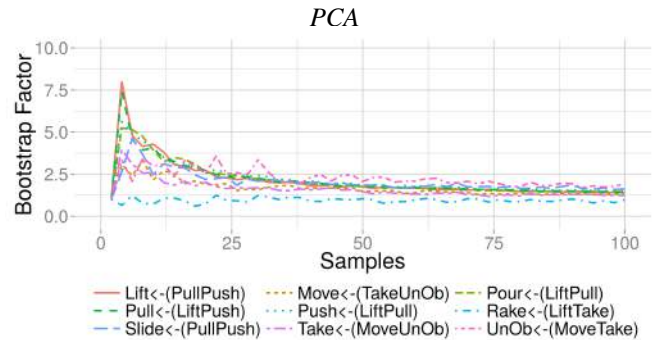 PCA
10.0
7.5
5.0
2.5
0.0
Bootstrap Factor
0 25 50 75 100
Samples
Lift<-(PullPush) Move<-(TakeUnOb) Pour<-(LiftPull)
Pull<-(LiftPush) Push<-(LiftPull) Rake<-(LiftTake)
Slide<-(PullPush) Take<-(MoveUnOb) UnOb<-(MoveTake)